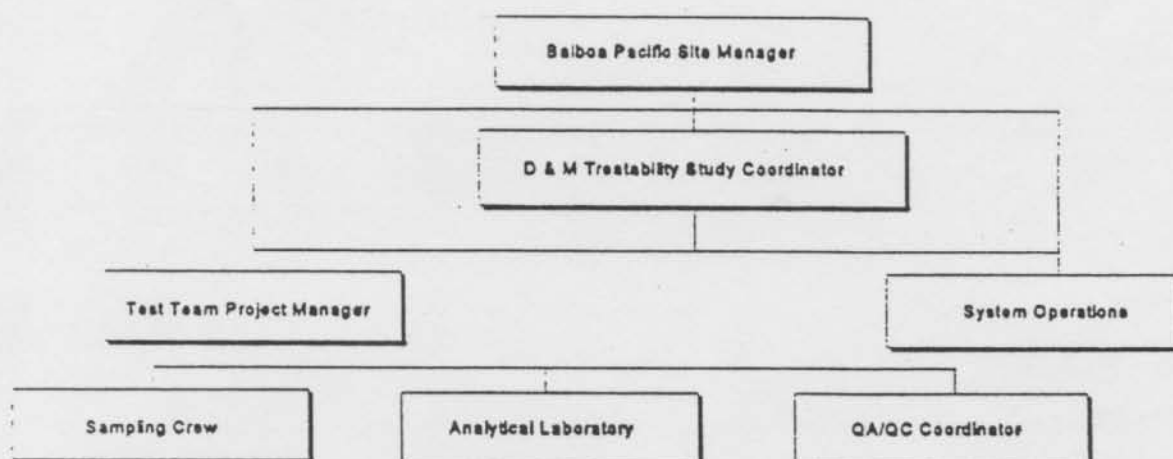 Balboa Pacific Site Manager
D & M Treatability Study Coordinator
Test Team Project Manager
System Operations
Sampling Crew
Analytical Laboratory
QA/QC Coordinator